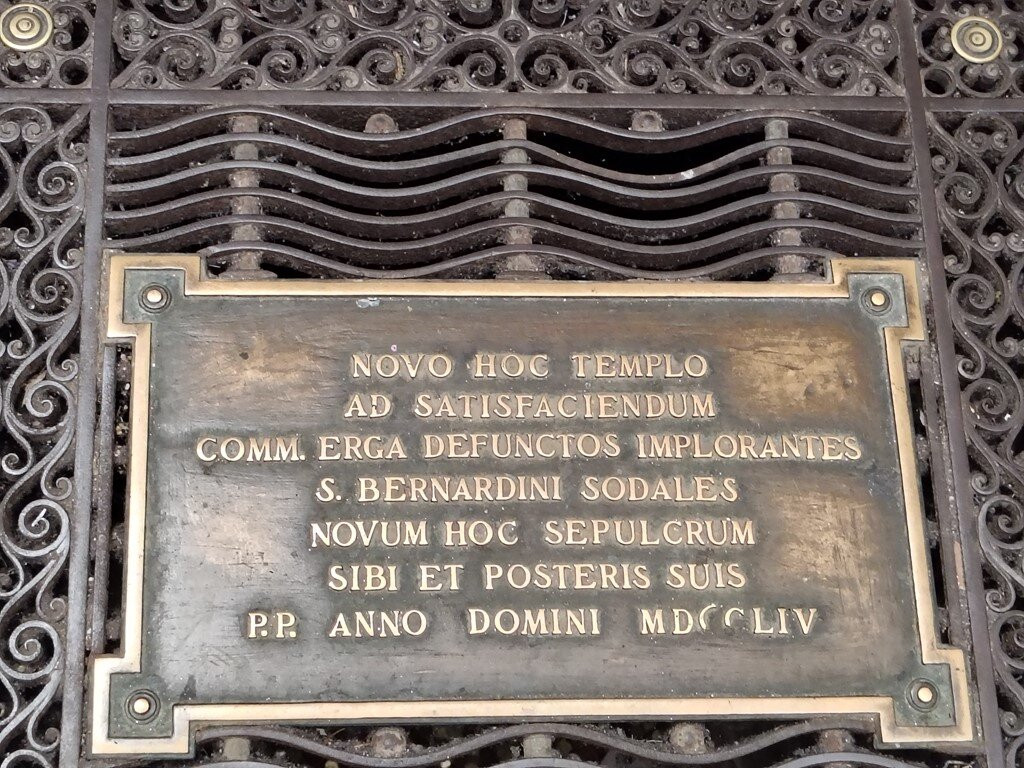 NOVO HOC TEMPLO
AD SATISFACIENDUM
COMM. ERGA DEFUNCTOS IMPLORANTES
S. BERNARDINI SODALES
NOVUM HOC SEPULCRUM
SIBI ET POSTERIS SUIS
P.P. ANNO DOMINI MDCCLIV